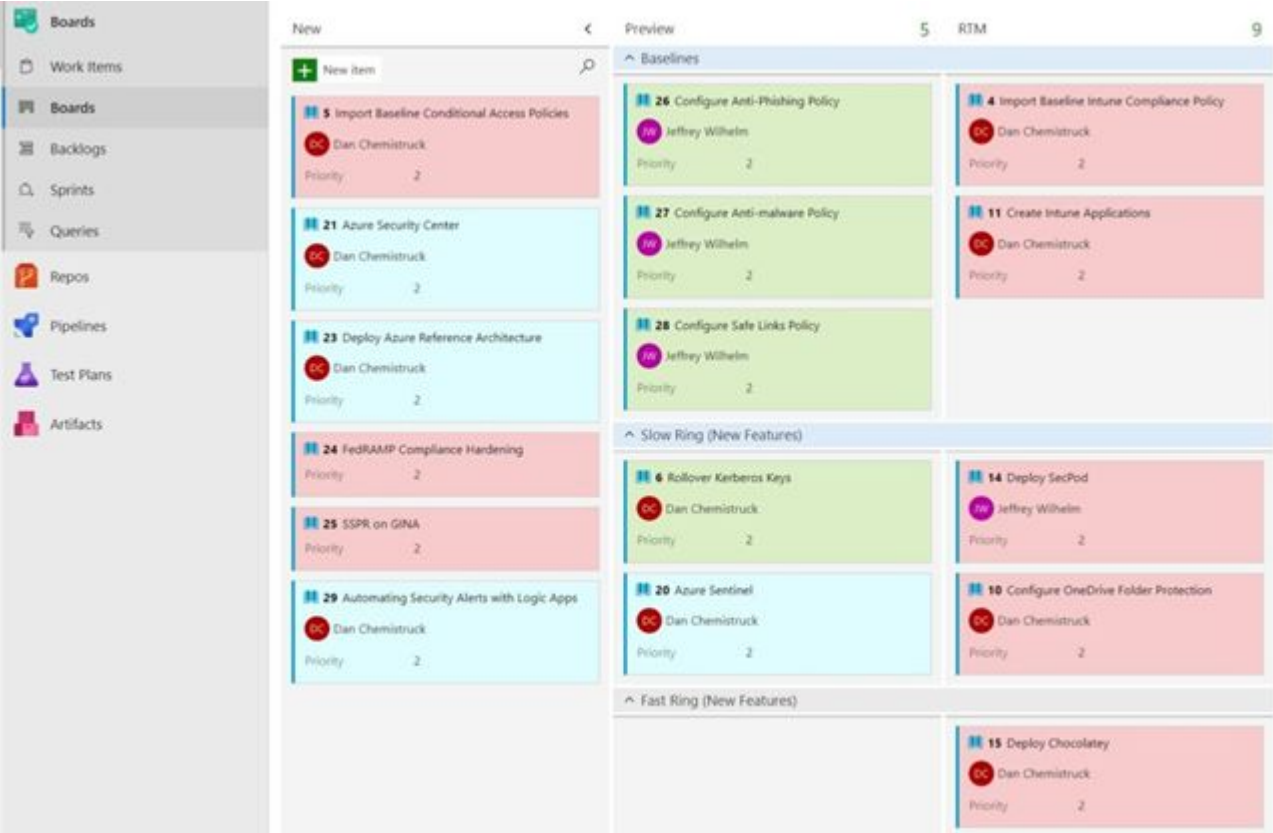 Boards
Work Items
Boards
Backlogs
Sprints
Queries
Repos
Pipelines
Test Plans
Artifacts
New
New item
5 Import Baseline Conditional Access Policies
DC Dan Chemistruck
Priority 2
21 Azure Security Center
DC Dan Chemistruck
Priority 2
23 Deploy Azure Reference Architecture
DC Dan Chemistruck
Priority 2
24 FedRAMP Compliance Hardening
Priority 2
25 SSPR on GINA
Priority 2
29 Automating Security Alerts with Logic Apps
DC Dan Chemistruck
Priority 2
Preview 5
RTM 9
Baselines
26 Configure Anti-Phishing Policy
JW Jeffrey Wilhelm
Priority 2
27 Configure Anti-malware Policy
JW Jeffrey Wilhelm
Priority 2
28 Configure Safe Links Policy
JW Jeffrey Wilhelm
Priority 2
4 Import Baseline Intune Compliance Policy
DC Dan Chemistruck
Priority 2
11 Create Intune Applications
DC Dan Chemistruck
Priority 2
Slow Ring (New Features)
6 Rollover Kerberos Keys
DC Dan Chemistruck
Priority 2
20 Azure Sentinel
DC Dan Chemistruck
Priority 2
14 Deploy SecPod
JW Jeffrey Wilhelm
Priority 2
10 Configure OneDrive Folder Protection
DC Dan Chemistruck
Priority 2
Fast Ring (New Features)
15 Deploy Chocolatey
DC Dan Chemistruck
Priority 2